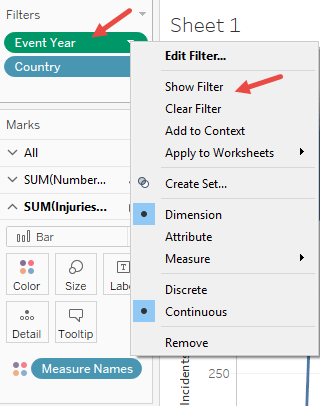 Filters
Sheet 1
Event Year
Country
Edit Filter...
Show Filter
Clear Filter
Add to Context
Apply to Worksheets
Create Set...
Dimension
Attribute
Measure
Discrete
Continuous
Remove
Marks
All
SUM(Number...
SUM(Injuries...
Bar
Color
Size
Labe
Detail
Tooltip
Measure Names
Incidents
250